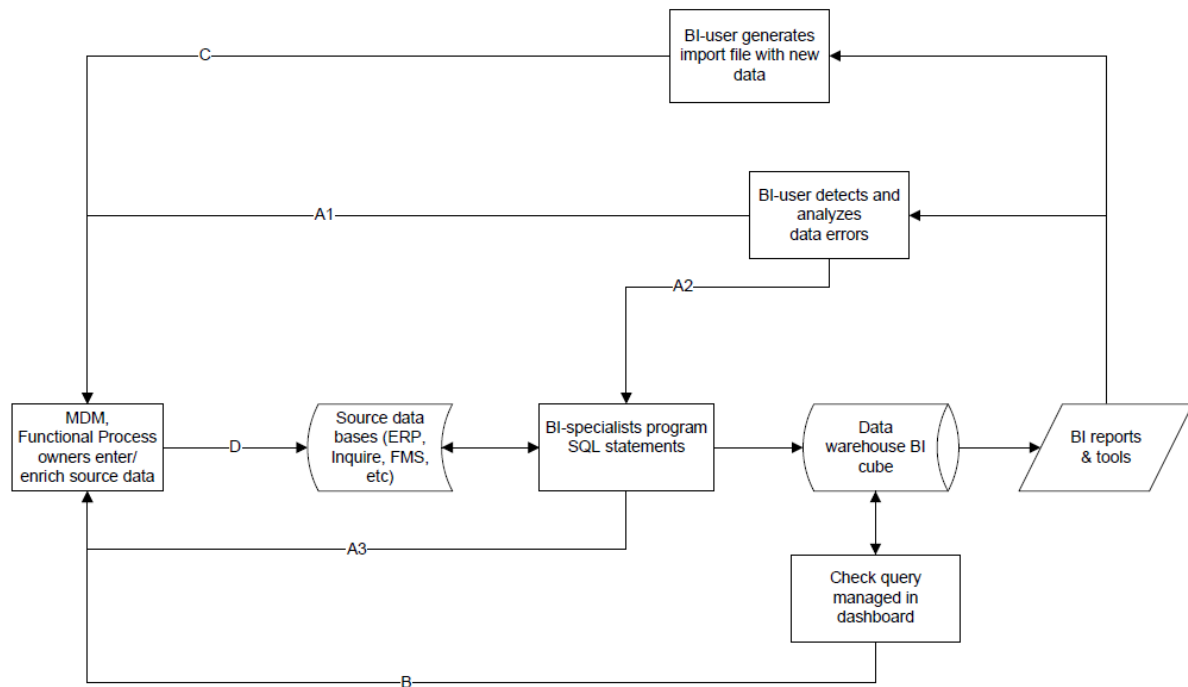 BI-user generates
import file with new
data
C
BI-user detects and
analyzes
data errors
A1
A2
MDM,
Functional Process
owners enter/
enrich source data
D
Source data
bases (ERP,
Inquire, FMS,
etc)
BI-specialists program
SQL statements
Data
warehouse BI
cube
BI reports
& tools
A3
Check query
managed in
dashboard
B